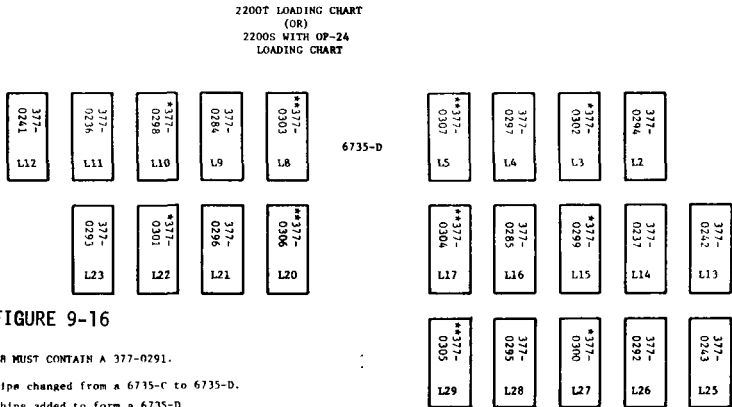 2200T LOADING CHART
(OR)
2200S WITH OP-24
LOADING CHART
377-
0241
L12
377-
0236
L11
*377-
0298
L10
377-
0284
L9
**377-
0303
L8
6735-D
**377-
0307
L5
377-
0297
L4
*377-
0302
L3
377-
0294
L2
377-
0293
L23
*377-
0301
L22
377-
0296
L21
**377-
0306
L20
**377-
0304
L17
377-
0285
L16
*377-
0299
L15
377-
0237
L14
377-
0242
L13
**377-
0305
L29
377-
0295
L28
*377-
0300
L27
377-
0292
L26
377-
0243
L25
FIGURE 9-16
8 MUST CONTAIN A 377-0291.
ips changed from a 6735-C to 6735-D.
hips added to form a 6735-D